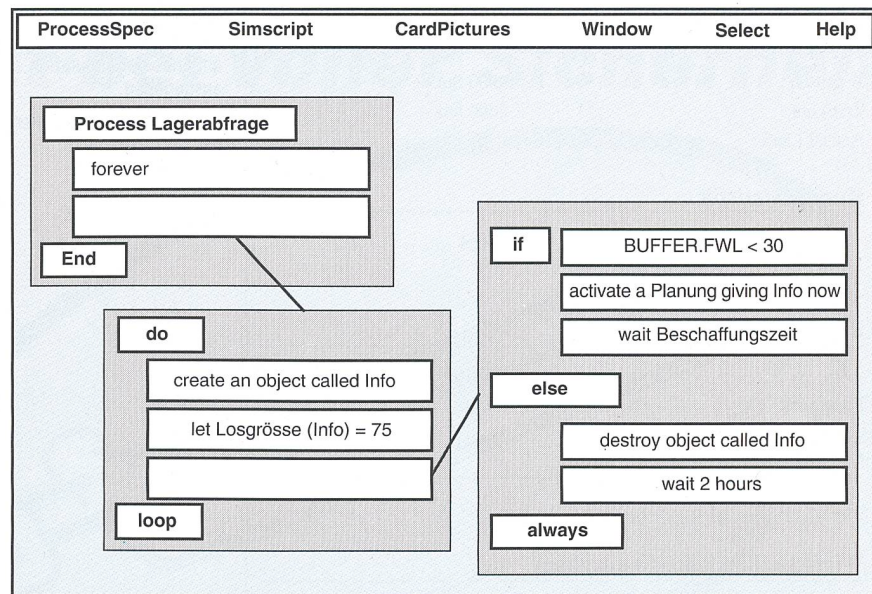 ProcessSpec Simscript CardPictures Window Select Help
Process Lagerabfrage
forever
End
do
create an object called Info
let Losgrösse (Info) = 75
loop
if BUFFER.FWL < 30
activate a Planung giving Info now
wait Beschaffungszeit
else
destroy object called Info
wait 2 hours
always